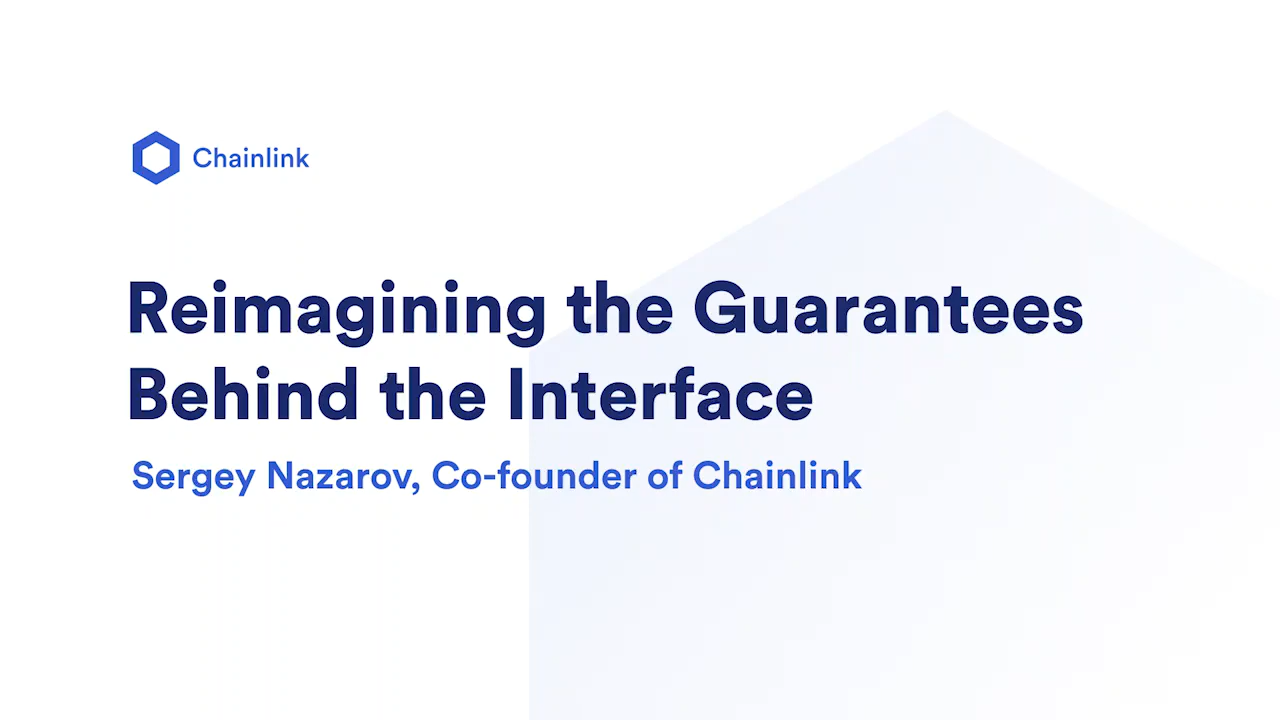 Chainlink
Reimagining the Guarantees
Behind the Interface
Sergey Nazarov, Co-founder of Chainlink